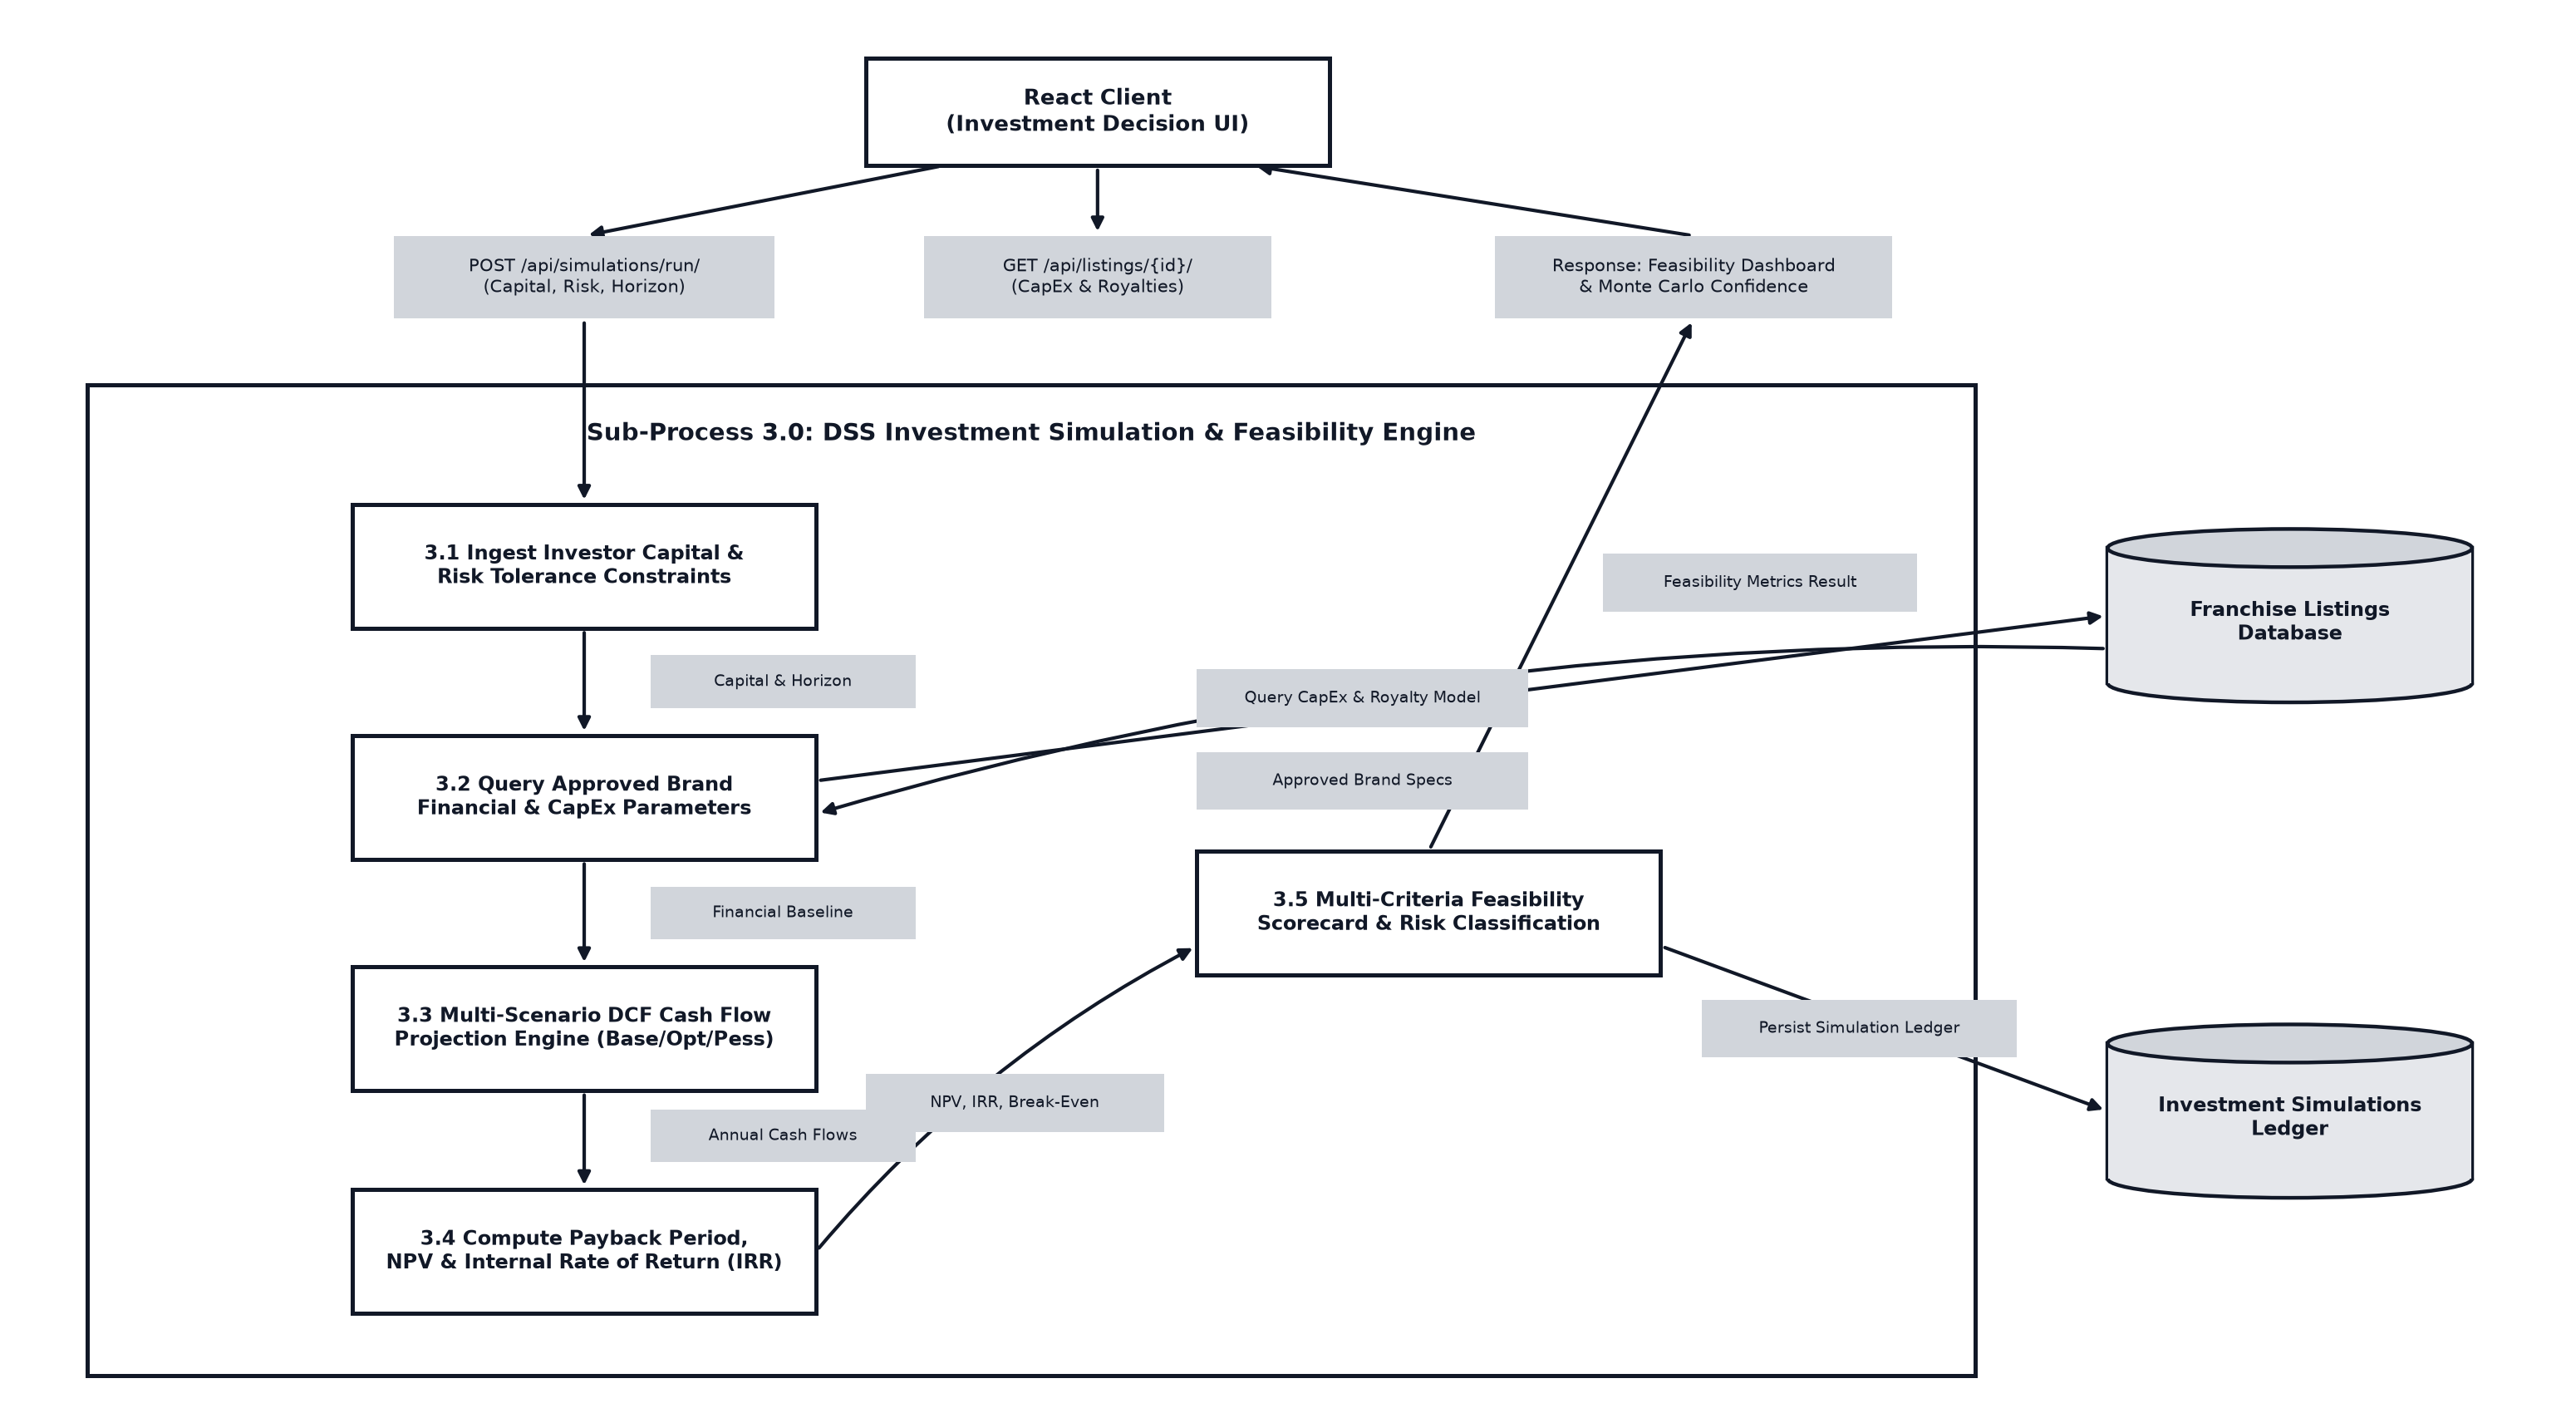 React Client
(Investment Decision UI)
POST /api/simulations/run/
(Capital, Risk, Horizon)
GET /api/listings/{id}/
(CapEx & Royalties)
Response: Feasibility Dashboard
& Monte Carlo Confidence
Sub-Process 3.0: DSS Investment Simulation & Feasibility Engine
3.1 Ingest Investor Capital &
Risk Tolerance Constraints
Feasibility Metrics Result
Franchise Listings
Database
Capital & Horizon
Query CapEx & Royalty Model
3.2 Query Approved Brand
Financial & CapEx Parameters
Approved Brand Specs
Financial Baseline
3.5 Multi-Criteria Feasibility
Scorecard & Risk Classification
3.3 Multi-Scenario DCF Cash Flow
Projection Engine (Base/Opt/Pess)
Persist Simulation Ledger
NPV, IRR, Break-Even
Annual Cash Flows
Investment Simulations
Ledger
3.4 Compute Payback Period,
NPV & Internal Rate of Return (IRR)